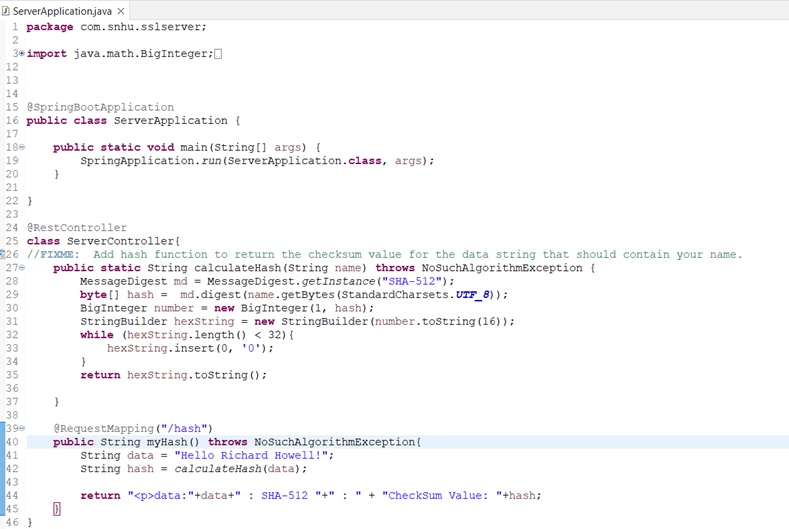 ServerApplication.java
1 package com.snhu.sslserver;
2
3 import java.math.BigInteger;
12
13
14
15 @SpringBootApplication
16 public class ServerApplication {
17
18 public static void main(String[] args) {
19 SpringApplication.run(ServerApplication.class, args);
20 }
21
22 }
23
24 @RestController
25 class ServerController{
26 //FIXME: Add hash function to return the checksum value for the data string that should contain your name.
27 public static String calculateHash(String name) throws NoSuchAlgorithmException {
28 MessageDigest md = MessageDigest.getInstance("SHA-512");
29 byte[] hash = md.digest(name.getBytes(StandardCharsets.UTF_8));
30 BigInteger number = new BigInteger(1, hash);
31 StringBuilder hexString = new StringBuilder(number.toString(16));
32 while (hexString.length() < 32){
33 hexString.insert(0, '0');
34 }
35 return hexString.toString();
36
37 }
38
39 @RequestMapping("/hash")
40 public String myHash() throws NoSuchAlgorithmException{
41 String data = "Hello Richard Howell!";
42 String hash = calculateHash(data);
43
44 return "<p>data:"+data+" : SHA-512 "+" : " + "CheckSum Value: "+hash;
45 }
46 }